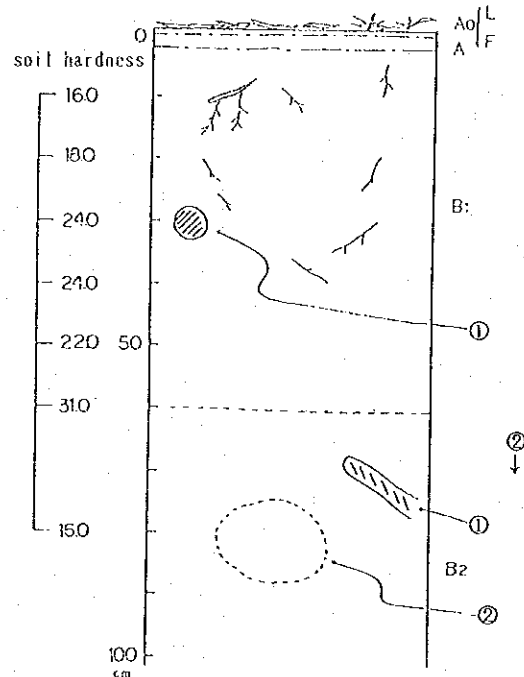 L
Ao
0
F
A
soil hardness
16.0
18.0
B1
24.0
24.0
①
22.0
50
31.0
②
①
15.0
B2
②
100
cm